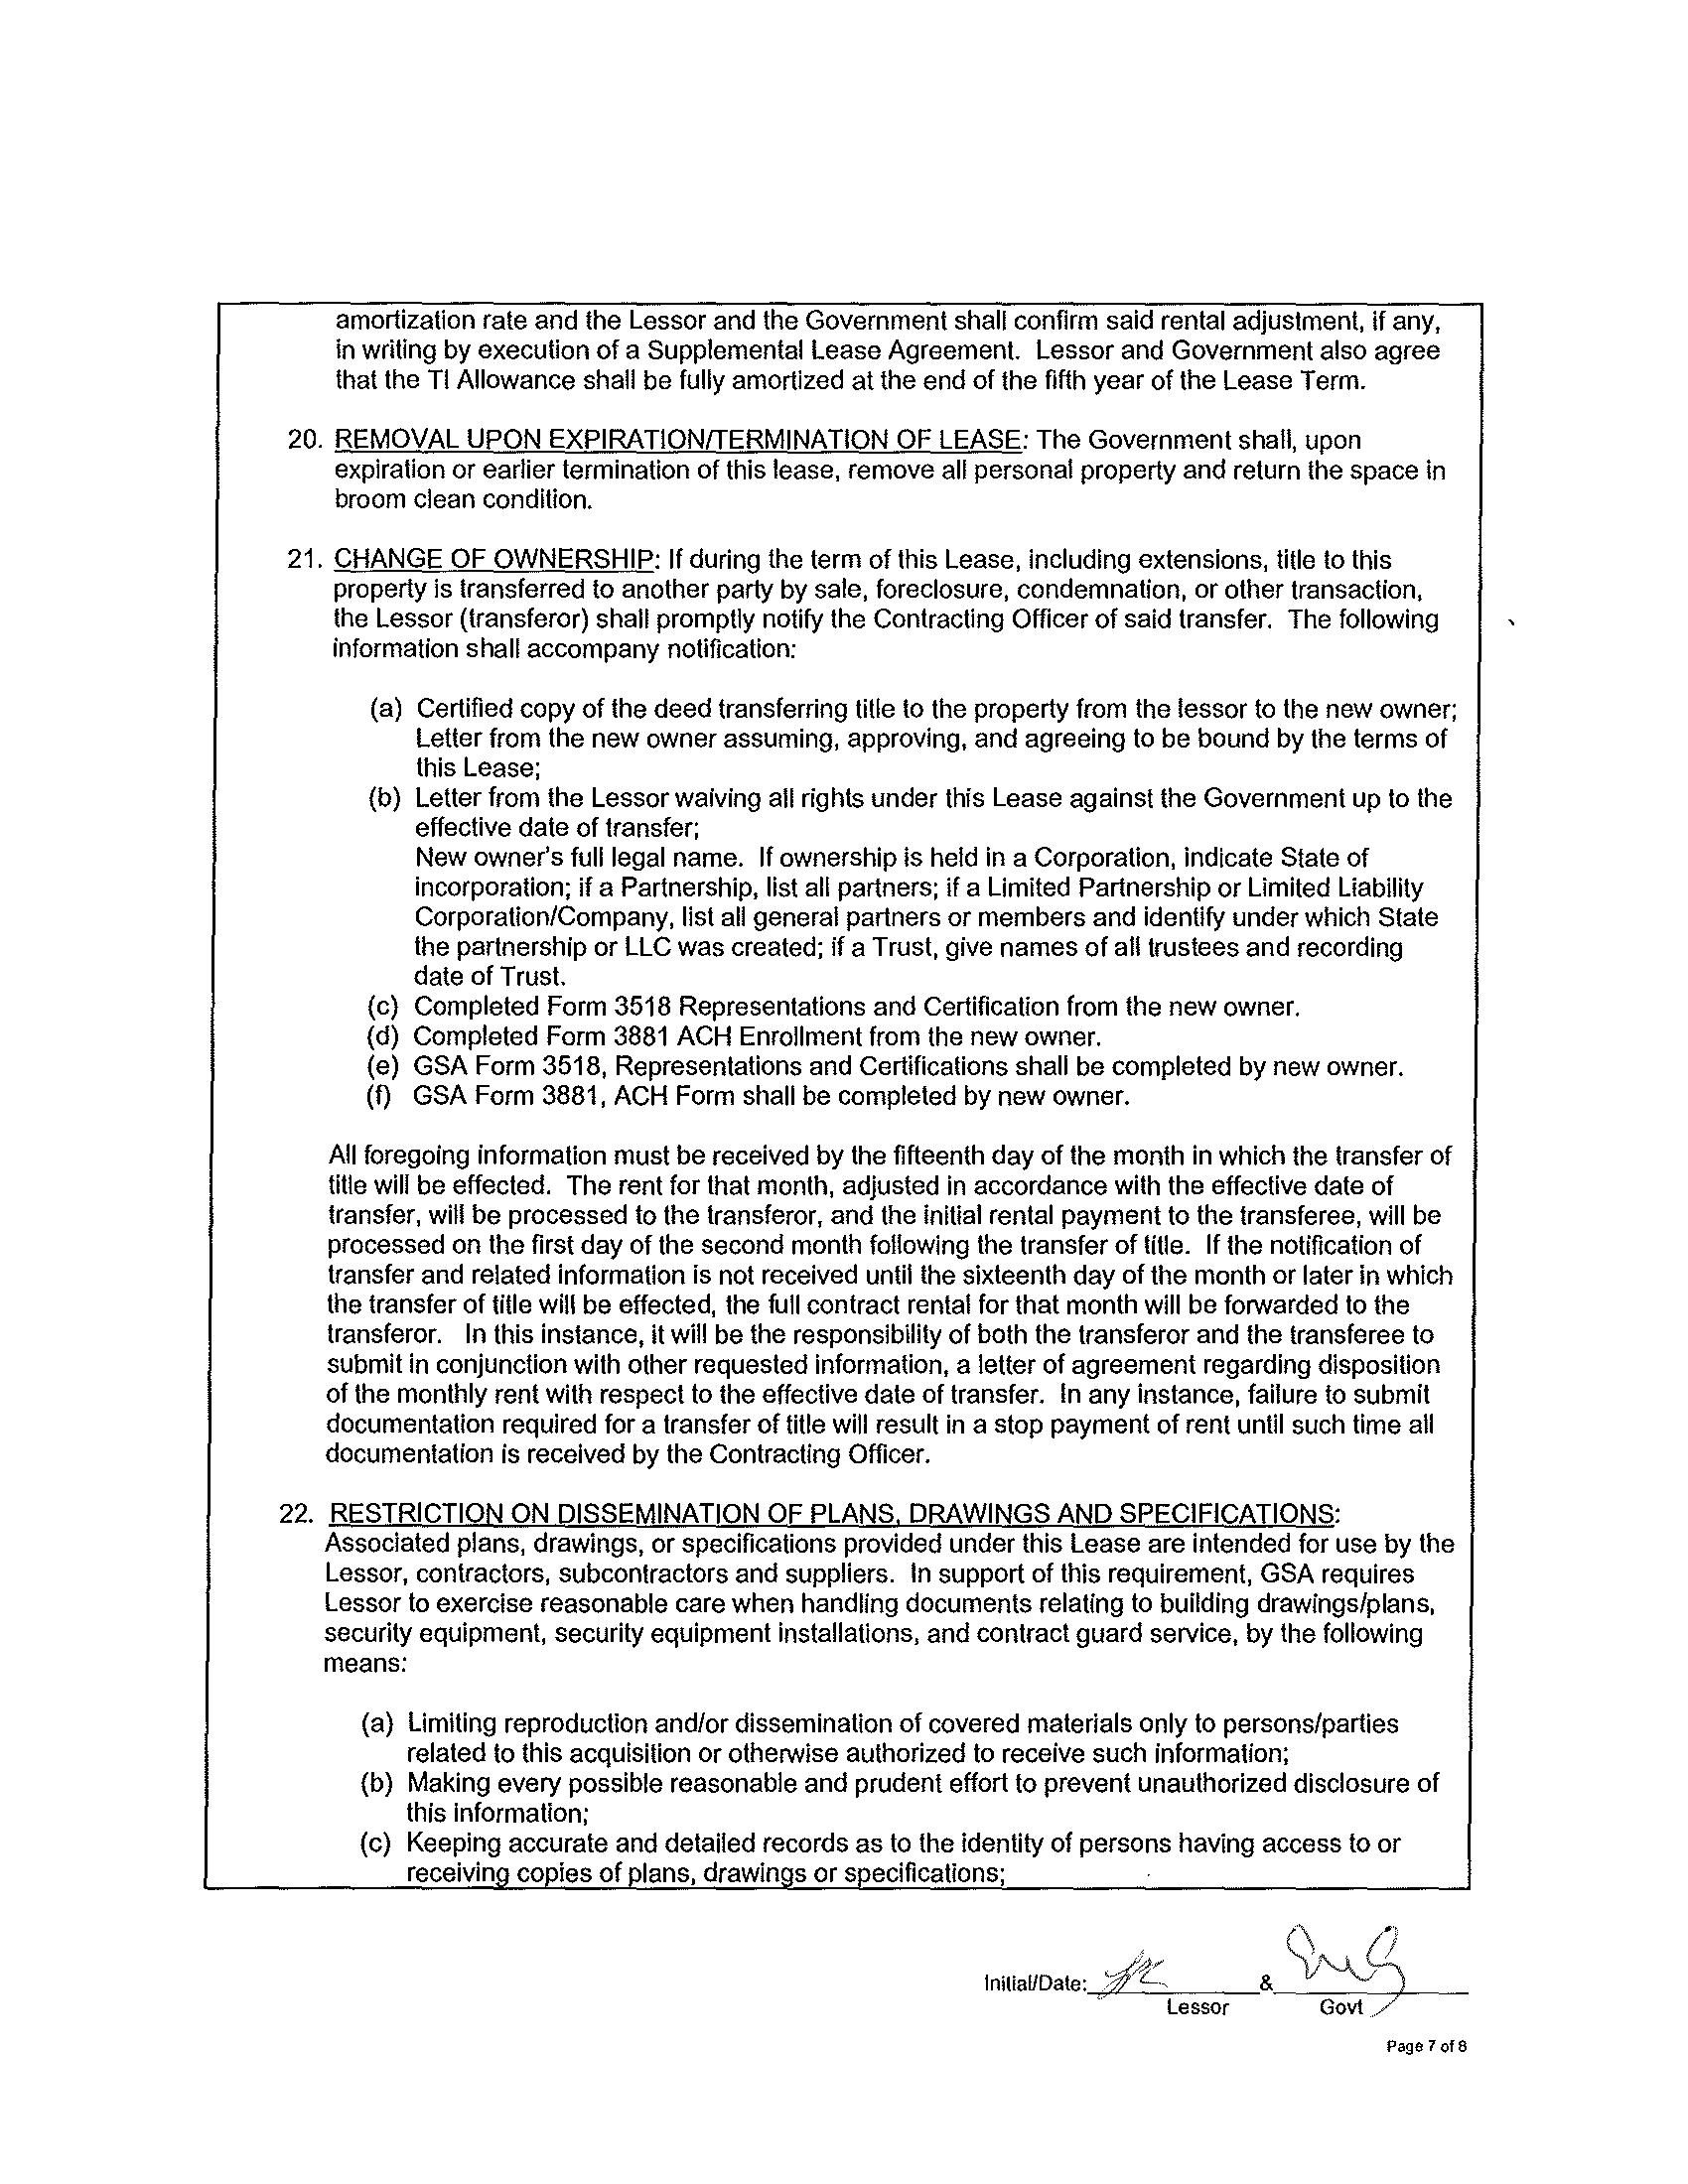 amortization rate and the Lessor and the Government shall confirm said rental adjustment, if any,
in writing by execution of a Supplemental Lease Agreement. Lessor and Government also agree
that the TI Allowance shall be fully amortized at the end of the fifth year of the Lease Term.
20. REMOVAL UPON EXPIRATION/TERMINATION OF LEASE: The Government shall, upon
expiration or earlier termination of this lease, remove all personal property and return the space in
broom clean condition.
21. CHANGE OF OWNERSHIP: If during the term of this Lease, including extensions, title to this
property is transferred to another party by sale, foreclosure, condemnation, or other transaction,
the Lessor (transferor) shall promptly notify the Contracting Officer of said transfer. The following
information shall accompany notification:
(a) Certified copy of the deed transferring title to the property from the lessor to the new owner;
Letter from the new owner assuming, approving, and agreeing to be bound by the terms of
this Lease;
(b) Letter from the Lessor waiving all rights under this Lease against the Government up to the
effective date of transfer;
New owner's full legal name. If ownership is held in a Corporation, indicate State of
incorporation; if a Partnership, list all partners; if a Limited Partnership or Limited Liability
Corporation/Company, list all general partners or members and identify under which State
the partnership or LLC was created; if a Trust, give names of all trustees and recording
date of Trust.
(c) Completed Form 3518 Representations and Certification from the new owner.
(d) Completed Form 3881 ACH Enrollment from the new owner.
(e) GSA Form 3518, Representations and Certifications shall be completed by new owner.
(f) GSA Form 3881, ACH Form shall be completed by new owner.
All foregoing information must be received by the fifteenth day of the month in which the transfer of
title will be effected. The rent for that month, adjusted in accordance with the effective date of
transfer, will be processed to the transferor, and the initial rental payment to the transferee, will be
processed on the first day of the second month following the transfer of title. If the notification of
transfer and related information is not received until the sixteenth day of the month or later in which
the transfer of title will be effected, the full contract rental for that month will be forwarded to the
transferor. In this instance, it will be the responsibility of both the transferor and the transferee to
submit in conjunction with other requested information, a letter of agreement regarding disposition
of the monthly rent with respect to the effective date of transfer. In any instance, failure to submit
documentation required for a transfer of title will result in a stop payment of rent until such time all
documentation is received by the Contracting Officer.
22. RESTRICTION ON DISSEMINATION OF PLANS, DRAWINGS AND SPECIFICATIONS:
Associated plans, drawings, or specifications provided under this Lease are intended for use by the
Lessor, contractors, subcontractors and suppliers. In support of this requirement, GSA requires
Lessor to exercise reasonable care when handling documents relating to building drawings/plans,
security equipment, security equipment installations, and contract guard service, by the following
means:
(a) Limiting reproduction and/or dissemination of covered materials only to persons/parties
related to this acquisition or otherwise authorized to receive such information;
(b) Making every possible reasonable and prudent effort to prevent unauthorized disclosure of
this information;
(c) Keeping accurate and detailed records as to the identity of persons having access to or
receiving copies of plans, drawings or specifications;
Initial/Date: &
Lessor Govt
Page 7 of 8